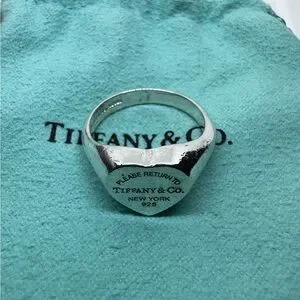 TIFFANY & CO.
PLEASE RETURN TO
TIFFANY & CO.
NEW YORK
925